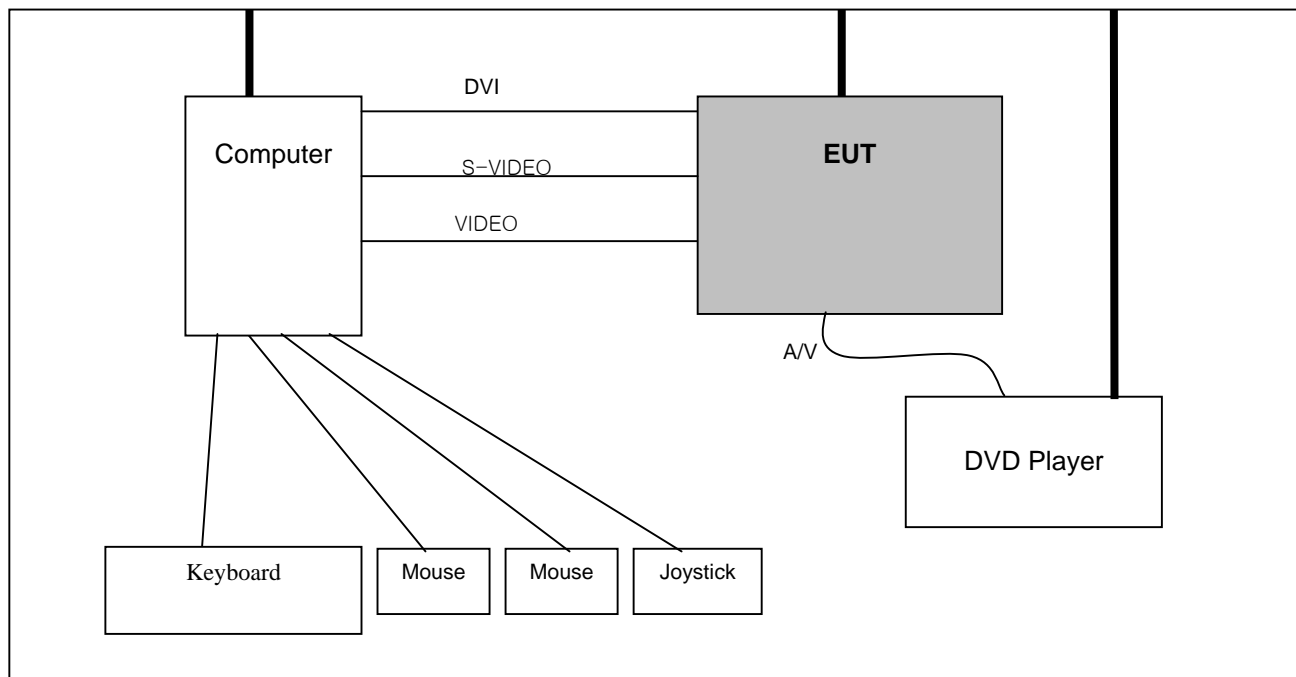 DVI
Computer
EUT
S-VIDEO
VIDEO
A/V
DVD Player
Keyboard
Mouse
Mouse
Joystick